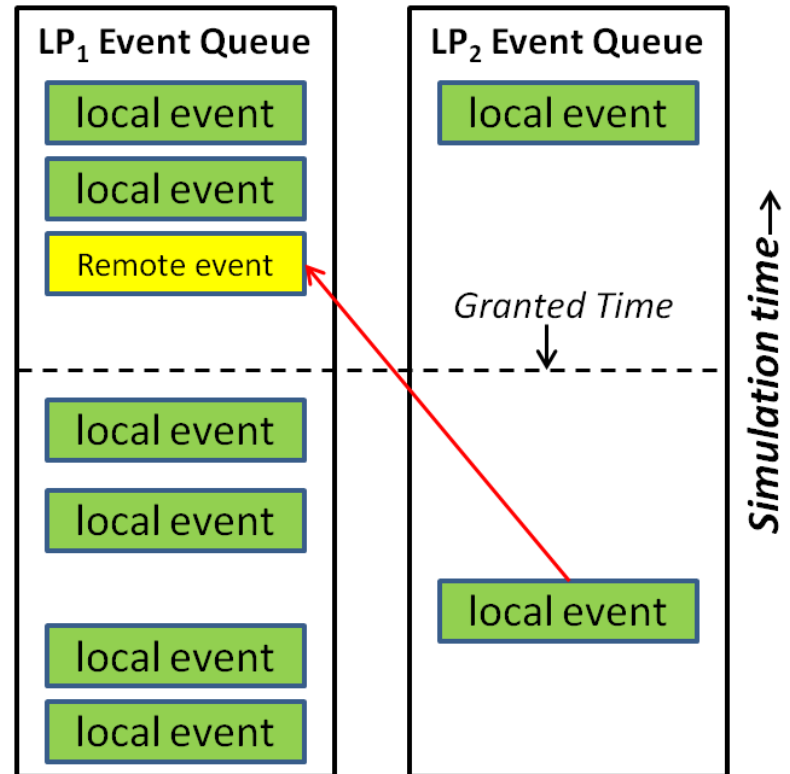 LP₁ Event Queue
local event
local event
Remote event
local event
local event
local event
local event
LP₂ Event Queue
local event
Granted Time
local event
Simulation time→